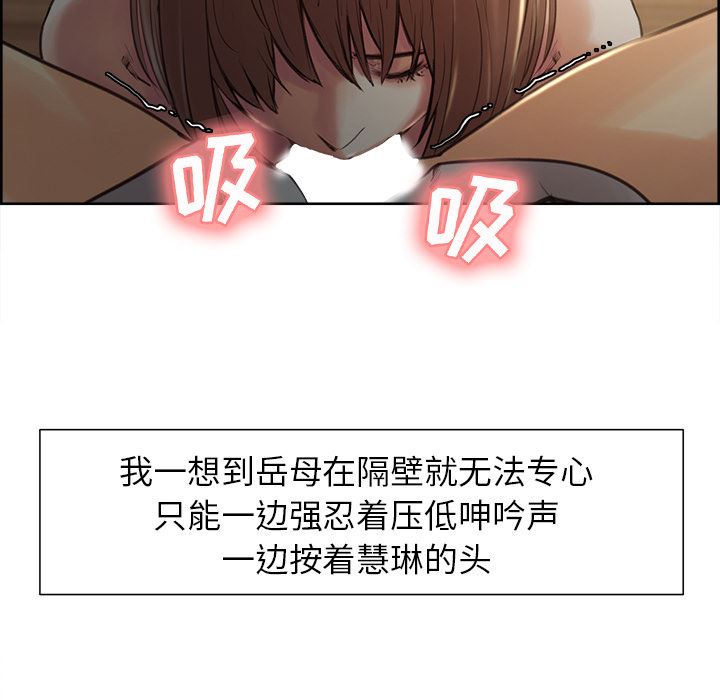 吸
吸
我一想到岳母在隔壁就无法专心
只能一边强忍着压低呻吟声
一边按着慧琳的头